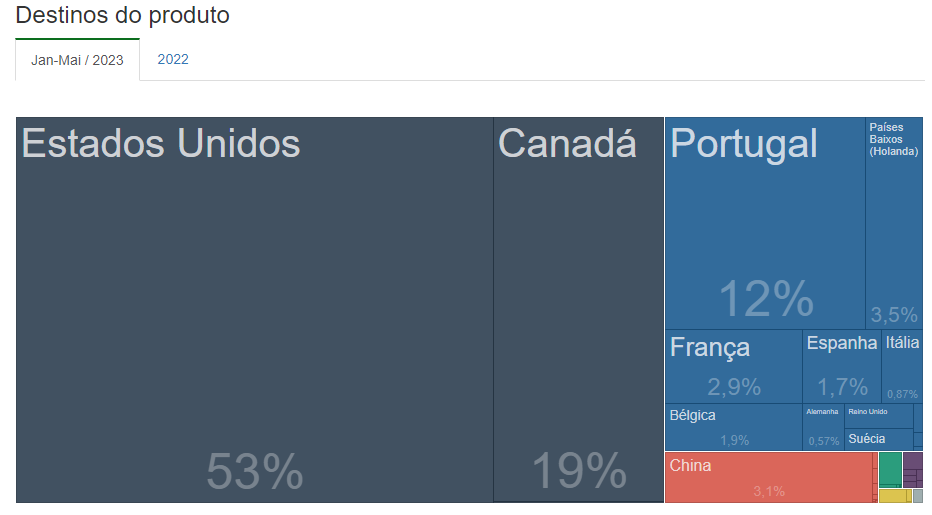 Destinos do produto
Jan-Mai / 2023
2022
Estados Unidos
53%
Canadá
19%
Portugal
12%
Países
Baixos
(Holanda)
3,5%
França
2,9%
Espanha
1,7%
Itália
0,87%
Bélgica
1,9%
Alemanha
0,57%
Reino Unido
Suécia
China
3,1%